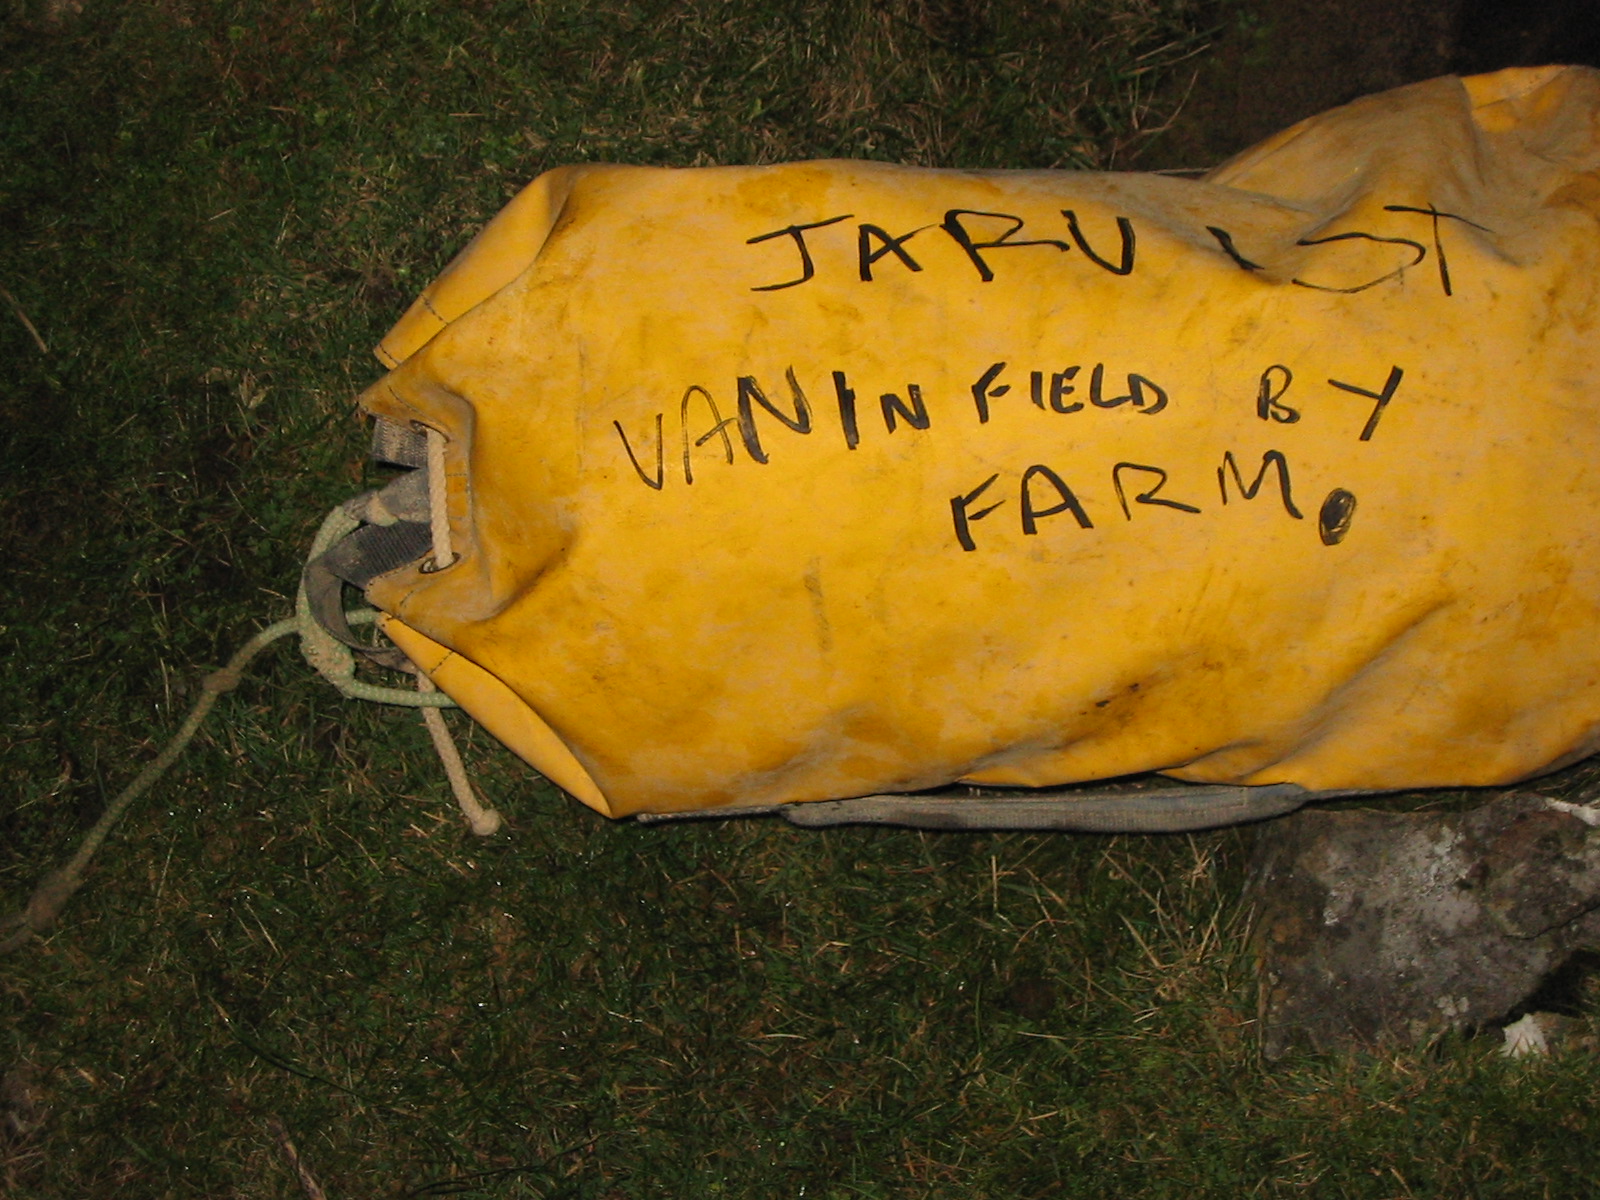 JARVIST
VAN IN FIELD BY
FARM.